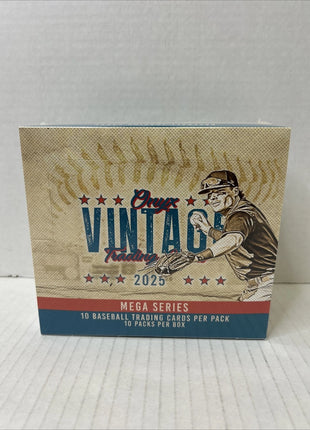 Onyx
VINTAGE
Trading
2025
MEGA SERIES
10 BASEBALL TRADING CARDS PER PACK
10 PACKS PER BOX